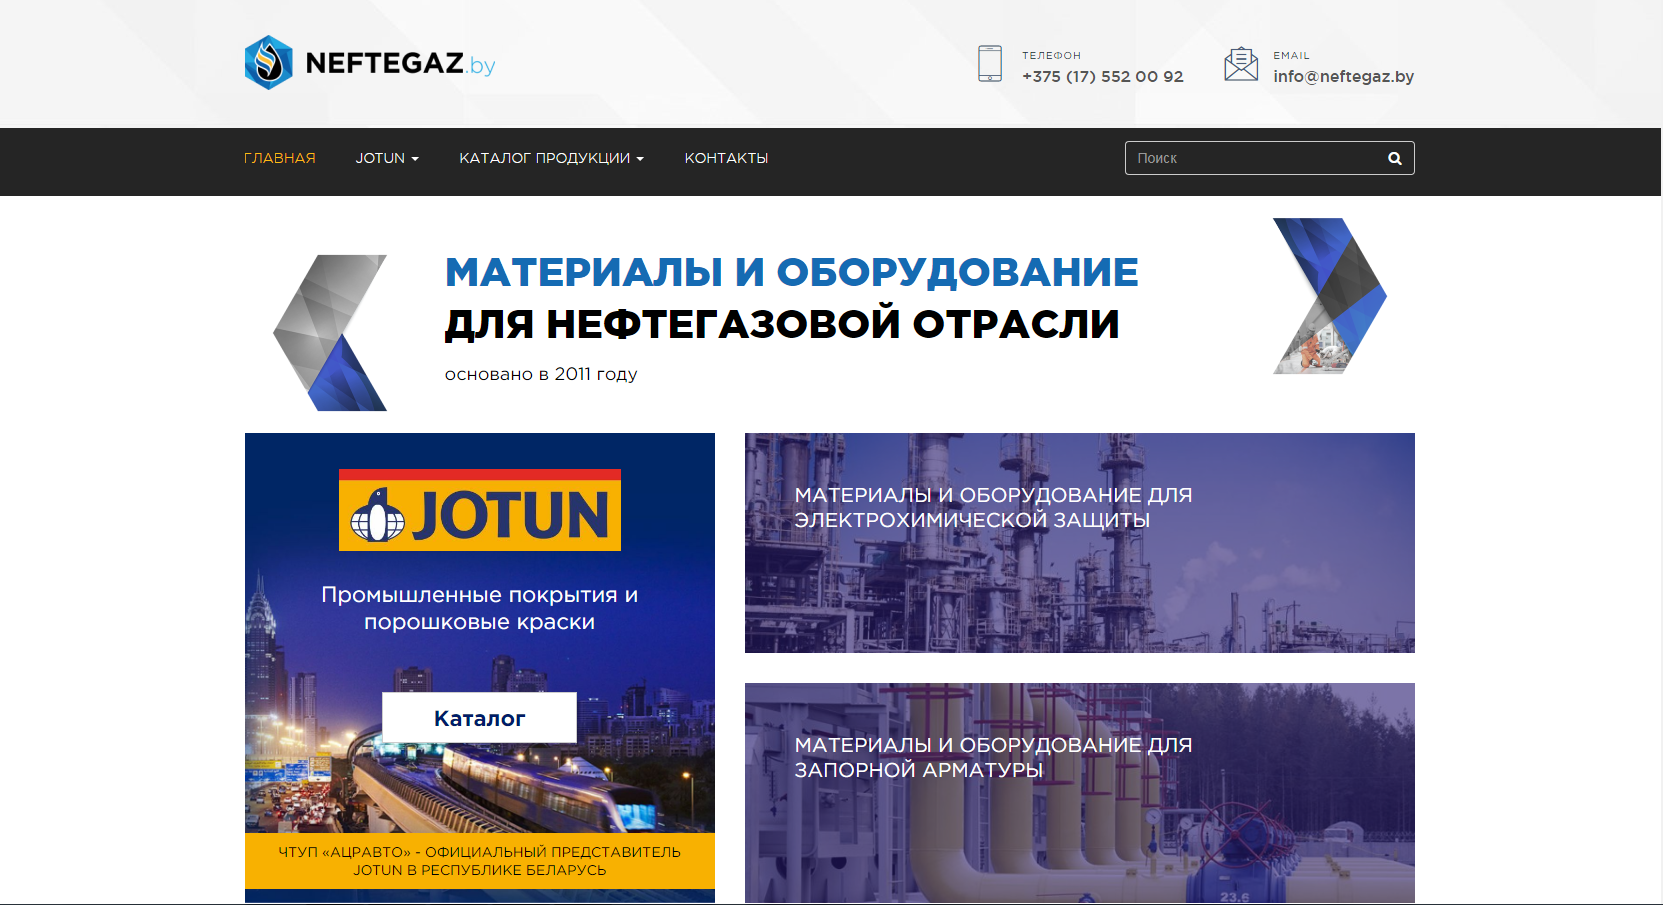 NEFTEGAZ.by
ТЕЛЕФОН
+375 (17) 552 00 92
EMAIL
info@neftegaz.by
ГЛАВНАЯ
JOTUN
КАТАЛОГ ПРОДУКЦИИ
КОНТАКТЫ
Поиск
МАТЕРИАЛЫ И ОБОРУДОВАНИЕ
ДЛЯ НЕФТЕГАЗОВОЙ ОТРАСЛИ
основано в 2011 году
JOTUN
Промышленные покрытия и
порошковые краски
Каталог
ЧТУП «АЦРАВТО» - ОФИЦИАЛЬНЫЙ ПРЕДСТАВИТЕЛЬ
JOTUN В РЕСПУБЛИКЕ БЕЛАРУСЬ
МАТЕРИАЛЫ И ОБОРУДОВАНИЕ ДЛЯ
ЭЛЕКТРОХИМИЧЕСКОЙ ЗАЩИТЫ
МАТЕРИАЛЫ И ОБОРУДОВАНИЕ ДЛЯ
ЗАПОРНОЙ АРМАТУРЫ
23.6